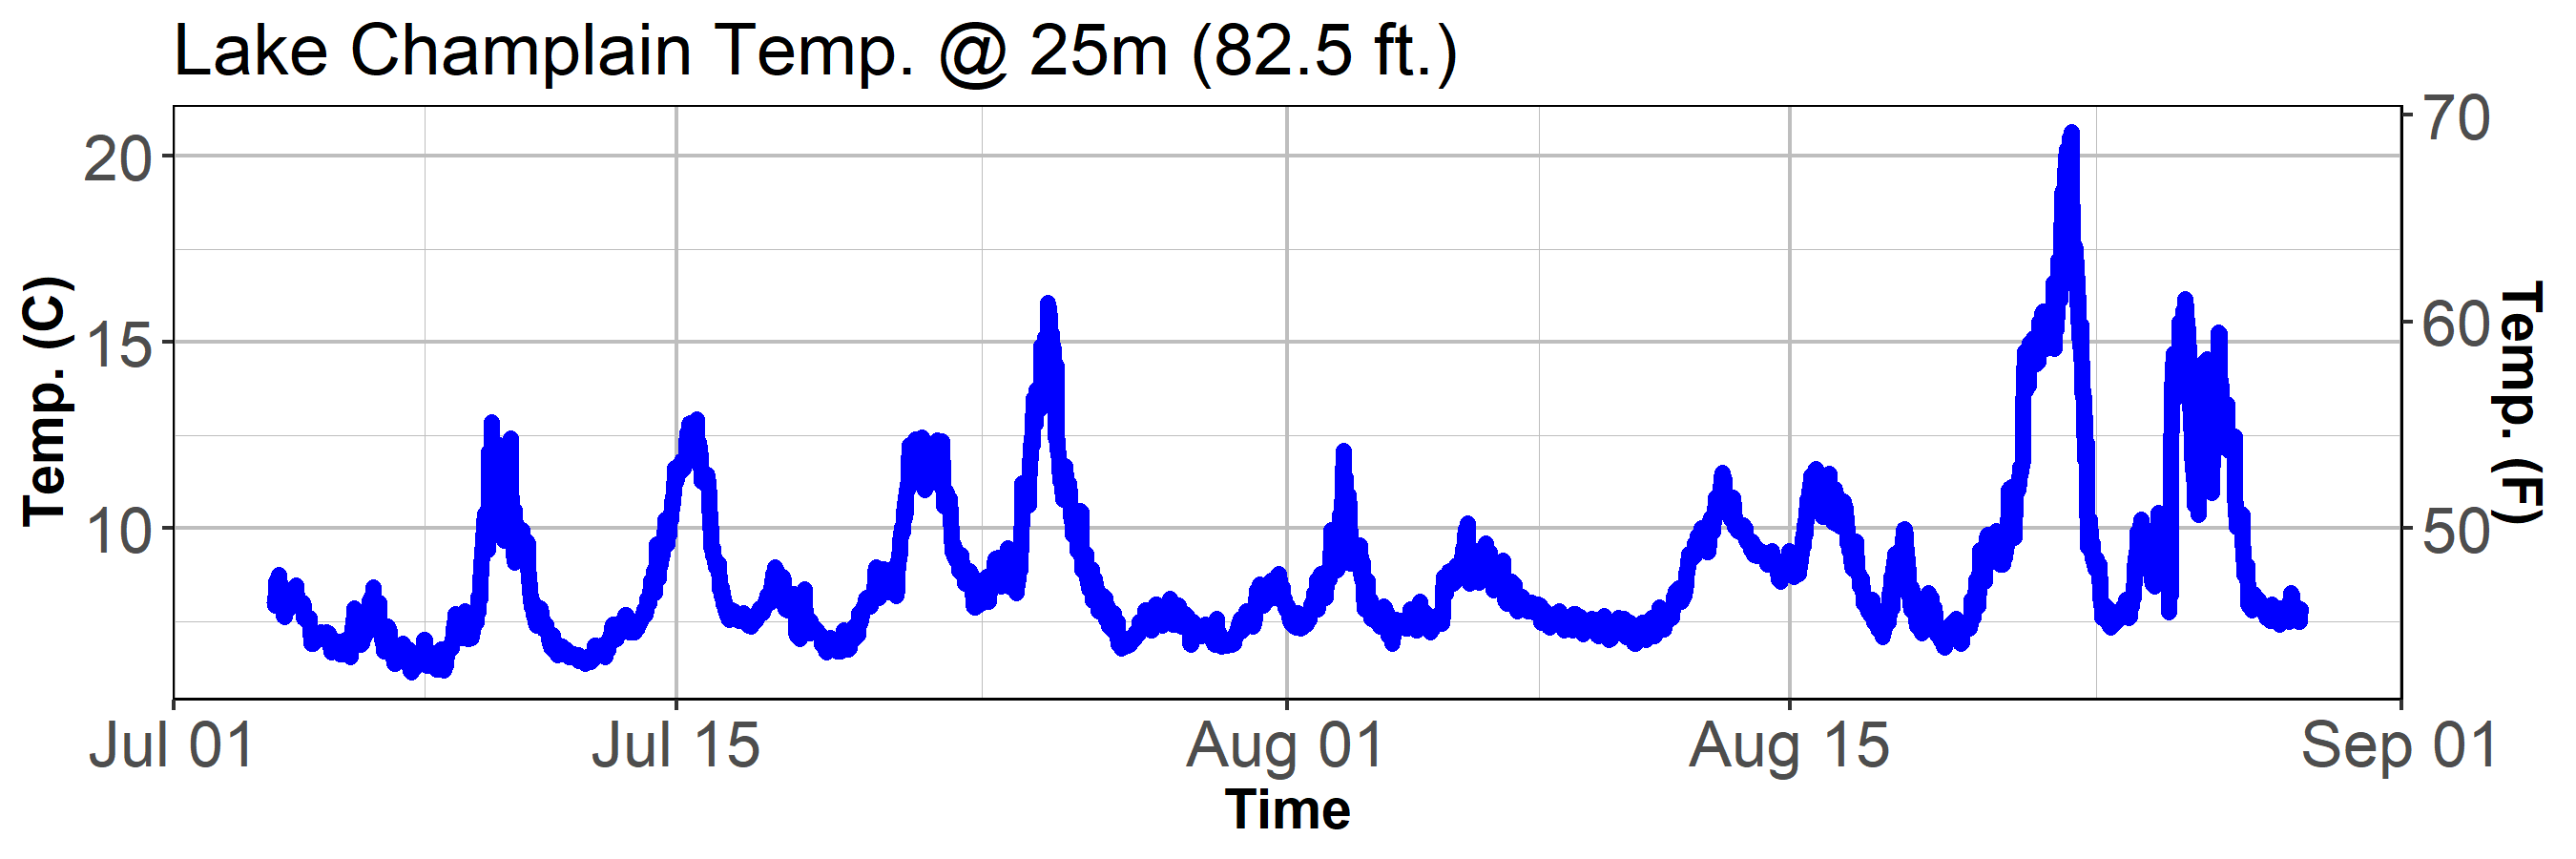 Lake Champlain Temp. @ 25m (82.5 ft.)
70
20
60
15
50
10
Temp. (C)
Temp. (F)
Jul 01 Jul 15 Aug 01 Aug 15 Sep 01
Time